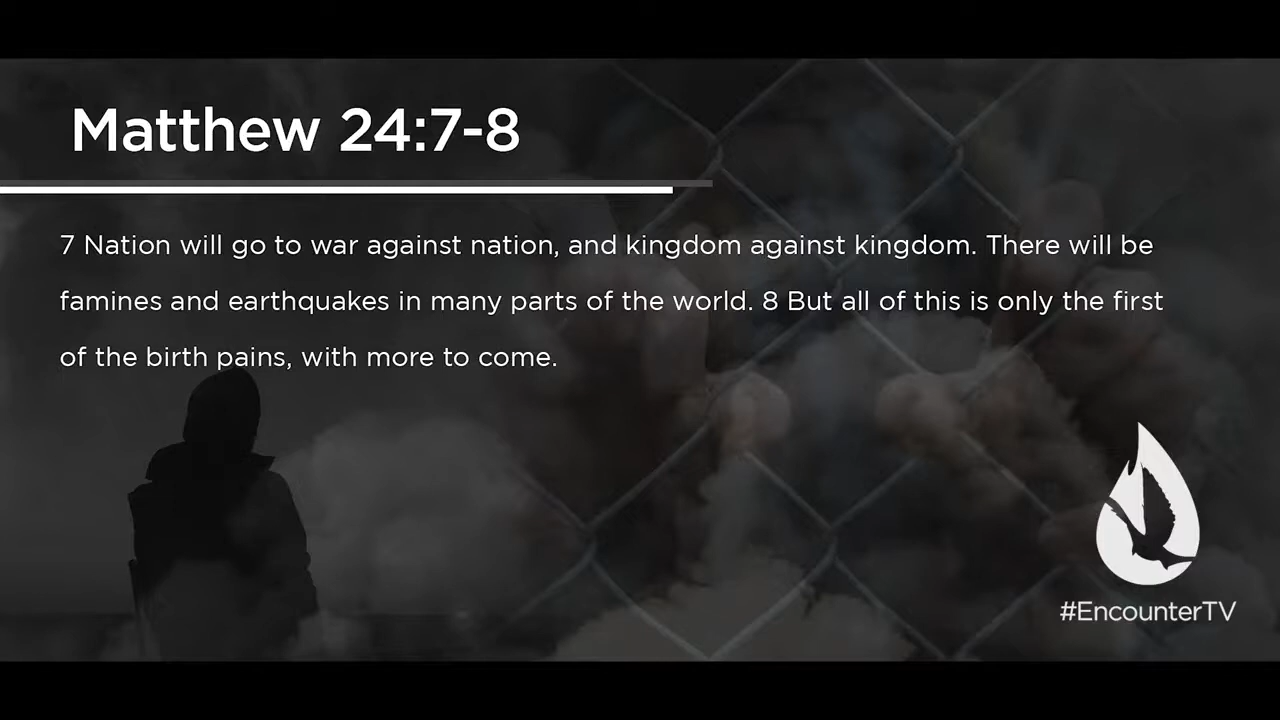 Matthew 24:7-8
7 Nation will go to war against nation, and kingdom against kingdom. There will be
famines and earthquakes in many parts of the world. 8 But all of this is only the first
of the birth pains, with more to come.
#EncounterTV